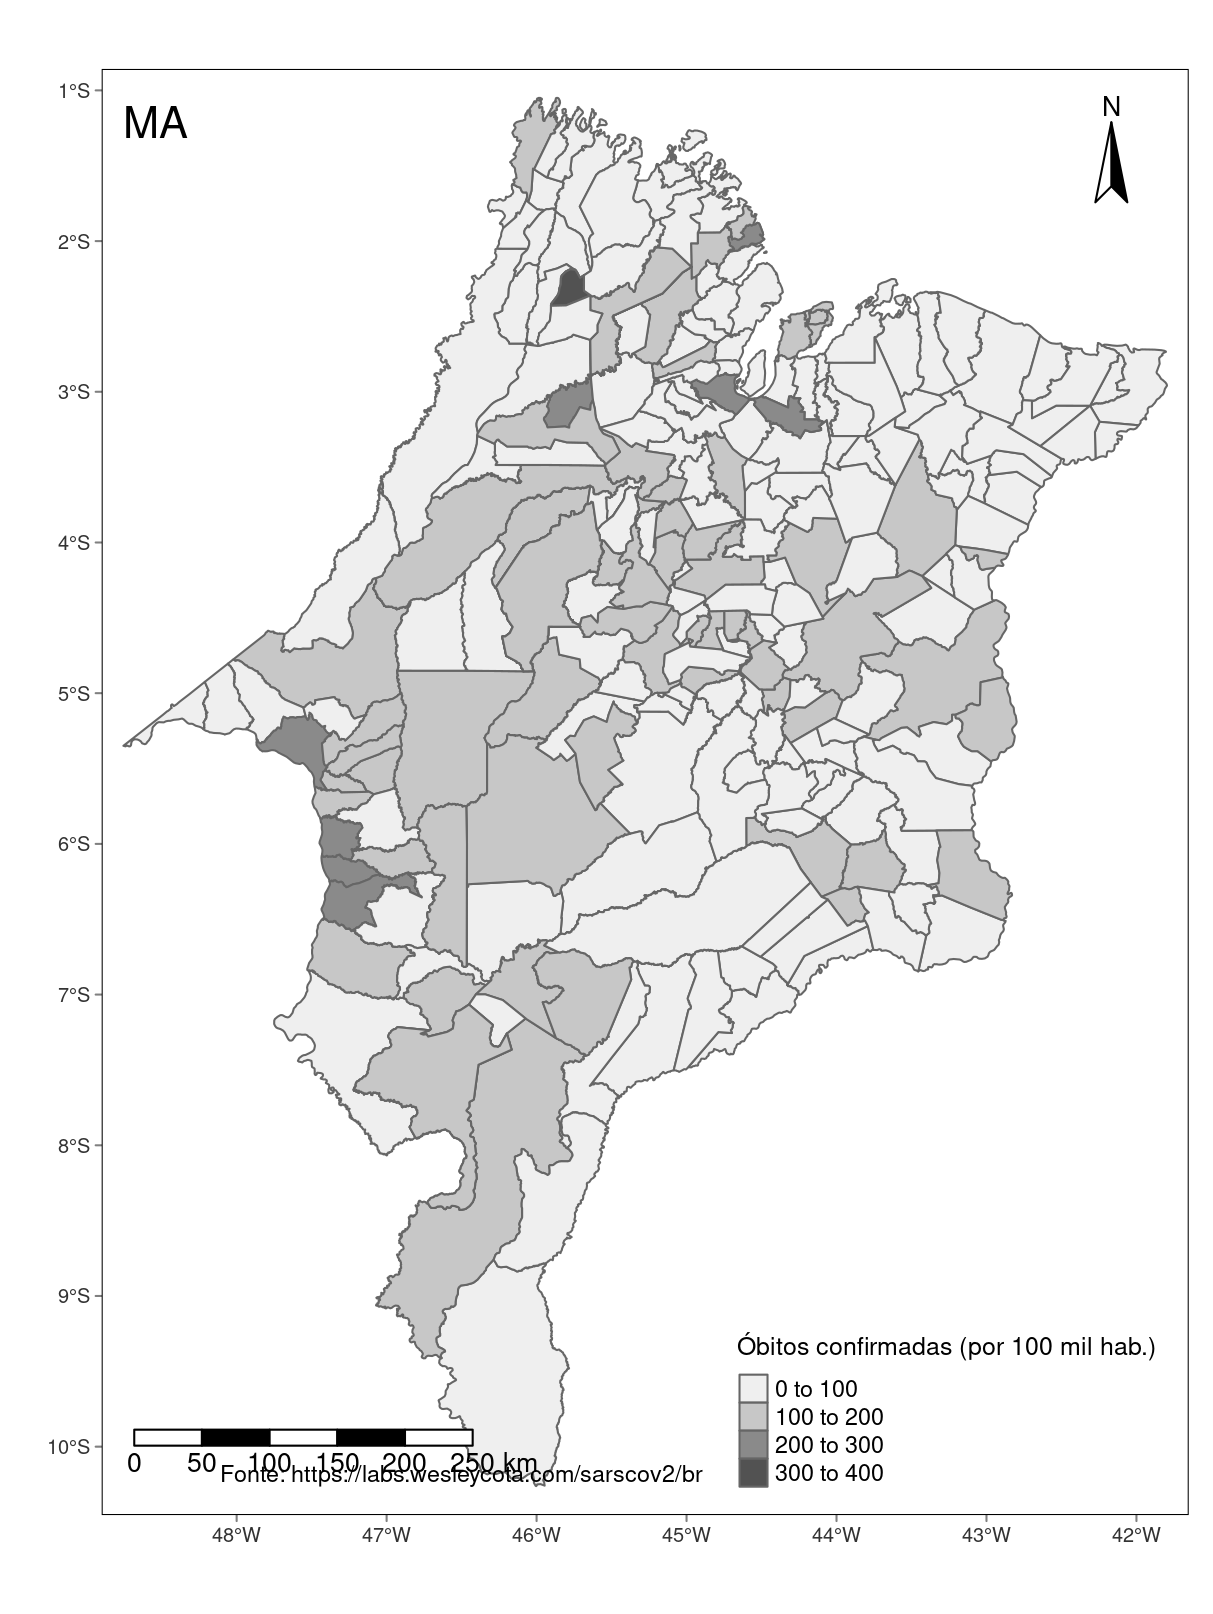 MA
N
1°S
2°S
3°S
4°S
5°S
6°S
7°S
8°S
9°S
10°S
Óbitos confirmadas (por 100 mil hab.)
0 to 100
100 to 200
200 to 300
300 to 400
0 50 100 150 200 250 km
Fonte: https://labs.wesleycota.com/sarscov2/br
48°W 47°W 46°W 45°W 44°W 43°W 42°W